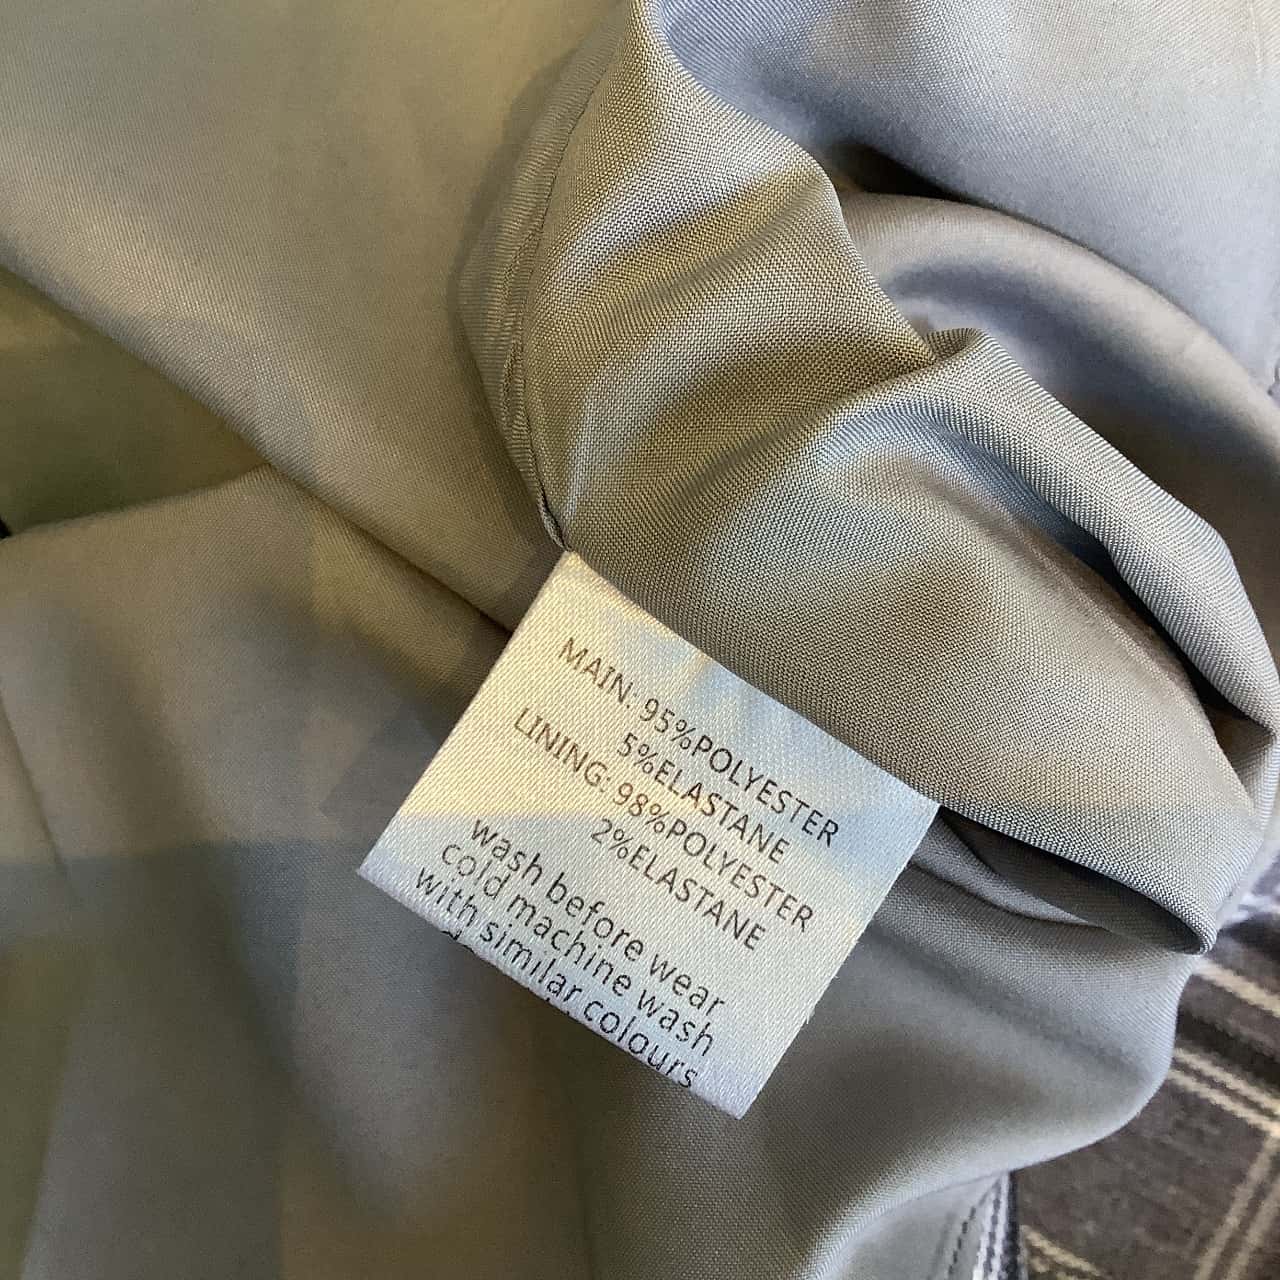 MAIN: 95%POLYESTER
5%ELASTANE
LINING: 98%POLYESTER
2%ELASTANE
wash before wear
cold machine wash
with similar colours